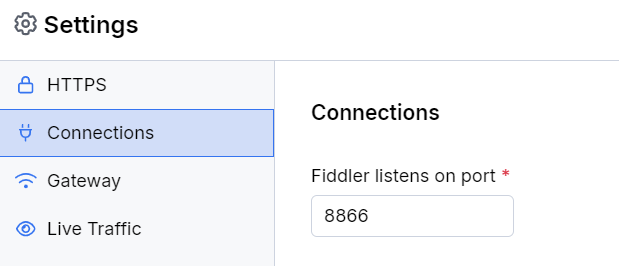 Settings
HTTPS
Connections
Gateway
Live Traffic
Connections
Fiddler listens on port *
8866